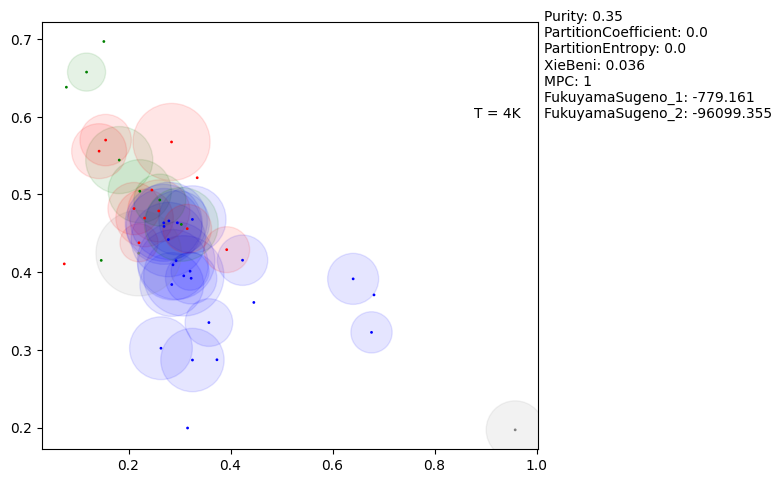 Purity: 0.35
PartitionCoefficient: 0.0
PartitionEntropy: 0.0
XieBeni: 0.036
MPC: 1
FukuyamaSugeno_1: -779.161
FukuyamaSugeno_2: -96099.355
T = 4K
0.7
0.6
0.5
0.4
0.3
0.2
0.2 0.4 0.6 0.8 1.0